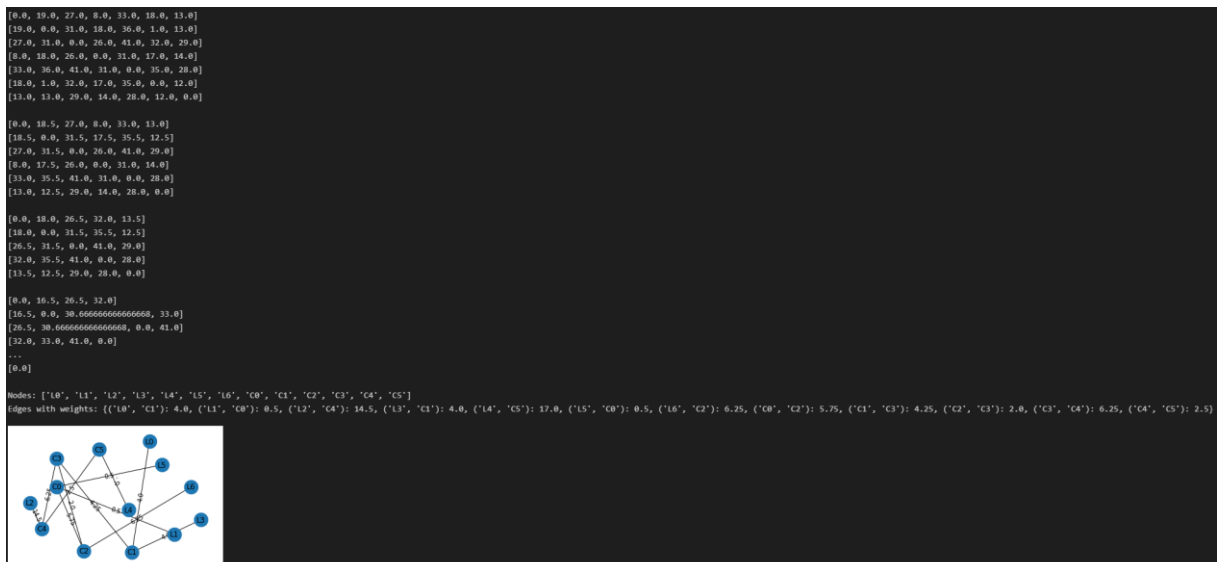 [0.0, 19.0, 27.0, 8.0, 33.0, 18.0, 13.0]
[19.0, 0.0, 31.0, 18.0, 36.0, 1.0, 13.0]
[27.0, 31.0, 0.0, 26.0, 41.0, 32.0, 29.0]
[8.0, 18.0, 26.0, 0.0, 31.0, 17.0, 14.0]
[33.0, 36.0, 41.0, 31.0, 0.0, 35.0, 28.0]
[18.0, 1.0, 32.0, 17.0, 35.0, 0.0, 12.0]
[13.0, 13.0, 29.0, 14.0, 28.0, 12.0, 0.0]
[0.0, 18.5, 27.0, 8.0, 33.0, 13.0]
[18.5, 0.0, 31.5, 17.5, 35.5, 12.5]
[27.0, 31.5, 0.0, 26.0, 41.0, 29.0]
[8.0, 17.5, 26.0, 0.0, 31.0, 14.0]
[33.0, 35.5, 41.0, 31.0, 0.0, 28.0]
[13.0, 12.5, 29.0, 14.0, 28.0, 0.0]
[0.0, 18.0, 26.5, 32.0, 13.5]
[18.0, 0.0, 31.5, 35.5, 12.5]
[26.5, 31.5, 0.0, 41.0, 29.0]
[32.0, 35.5, 41.0, 0.0, 28.0]
[13.5, 12.5, 29.0, 28.0, 0.0]
[0.0, 16.5, 26.5, 32.0]
[16.5, 0.0, 30.666666666666668, 33.0]
[26.5, 30.666666666666668, 0.0, 41.0]
[32.0, 33.0, 41.0, 0.0]
...
[0.0]
Nodes: ['L0', 'L1', 'L2', 'L3', 'L4', 'L5', 'L6', 'C0', 'C1', 'C2', 'C3', 'C4', 'C5']
Edges with weights: {('L0', 'C1'): 4.0, ('L1', 'C0'): 0.5, ('L2', 'C4'): 14.5, ('L3', 'C1'): 4.0, ('L4', 'C5'): 17.0, ('L5', 'C0'): 0.5, ('L6', 'C2'): 6.25, ('C0', 'C2'): 5.75, ('C1', 'C3'): 4.25, ('C2', 'C3'): 2.0, ('C3', 'C4'): 6.25, ('C4', 'C5'): 2.5}
L0
C5
C3
L5
C0
L6
L2
L4
L3
C4
L1
C2
C1